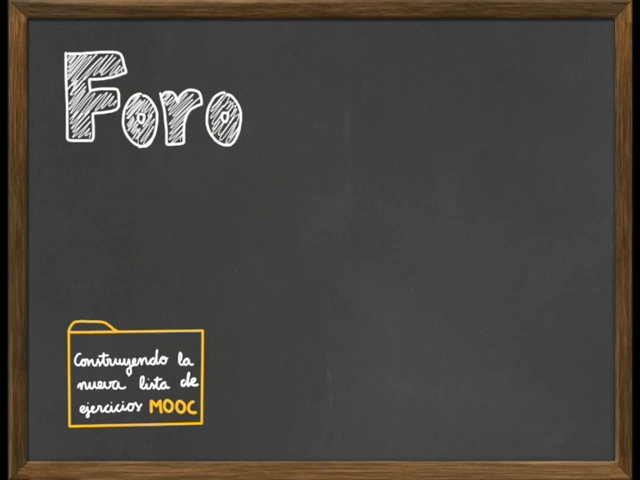 Foro
Construyendo la
nueva lista de
ejercicios MOOC